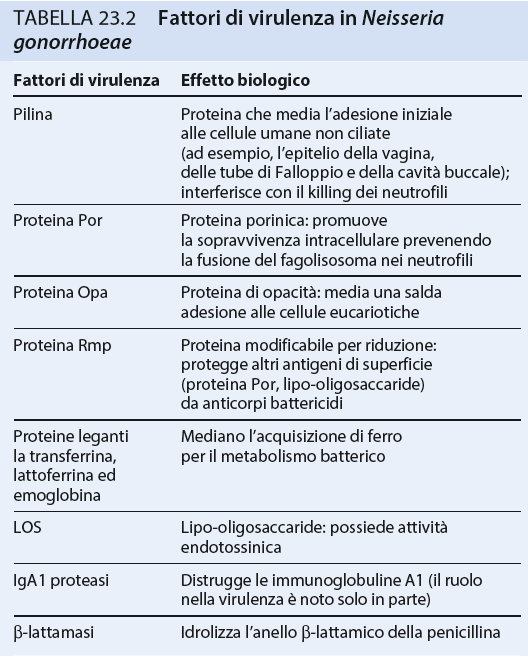 TABELLA 23.2 Fattori di virulenza in Neisseria
gonorrhoeae
Fattori di virulenza Effetto biologico
Pilina Proteina che media l'adesione iniziale
alle cellule umane non ciliate
(ad esempio, l'epitelio della vagina,
delle tube di Falloppio e della cavità buccale);
interferisce con il killing dei neutrofili
Proteina Por Proteina porinica: promuove
la sopravvivenza intracellulare prevenendo
la fusione del fagolisosoma nei neutrofili
Proteina Opa Proteina di opacità: media una salda
adesione alle cellule eucariotiche
Proteina Rmp Proteina modificabile per riduzione:
protegge altri antigeni di superficie
(proteina Por, lipo-oligosaccaride)
da anticorpi battericidi
Proteine leganti Mediano l'acquisizione di ferro
la transferrina, per il metabolismo batterico
lattoferrina ed
emoglobina
LOS Lipo-oligosaccaride: possiede attività
endotossinica
IgA1 proteasi Distrugge le immunoglobuline A1 (il ruolo
nella virulenza è noto solo in parte)
β-lattamasi Idrolizza l'anello β-lattamico della penicillina